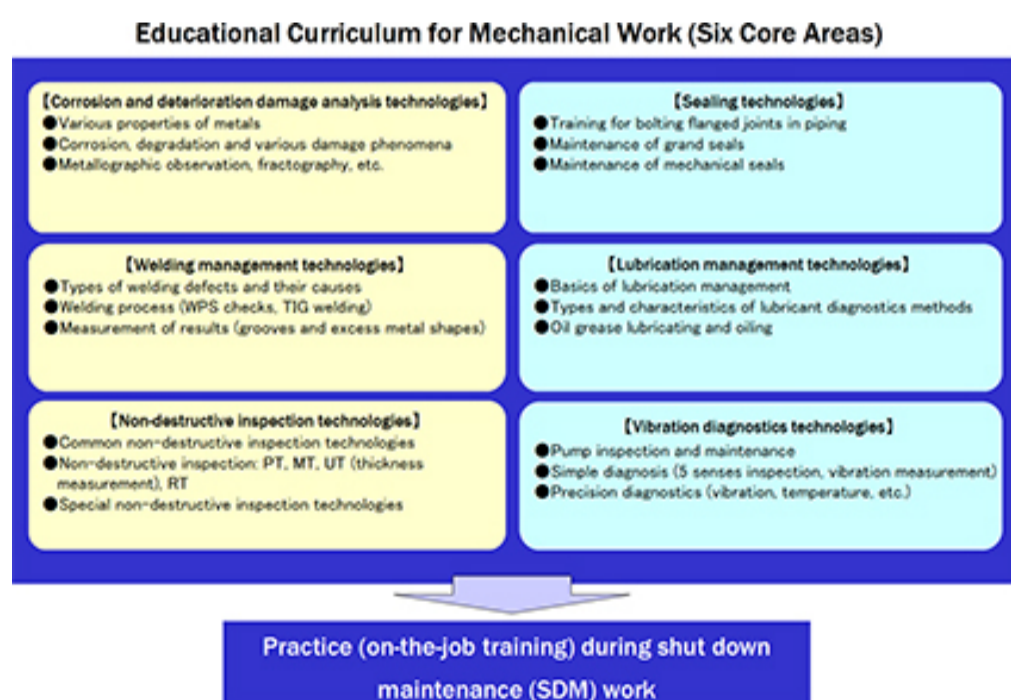 Educational Curriculum for Mechanical Work (Six Core Areas)
【Corrosion and deterioration damage analysis technologies】
●Various properties of metals
●Corrosion, degradation and various damage phenomena
●Metallographic observation, fractography, etc.
【Sealing technologies】
●Training for bolting flanged joints in piping
●Maintenance of grand seals
●Maintenance of mechanical seals
【Welding management technologies】
●Types of welding defects and their causes
●Welding process (WPS checks, TIG welding)
●Measurement of results (grooves and excess metal shapes)
【Lubrication management technologies】
●Basics of lubrication management
●Types and characteristics of lubricant diagnostics methods
●Oil grease lubricating and oiling
【Non-destructive inspection technologies】
●Common non-destructive inspection technologies
●Non-destructive inspection: PT, MT, UT (thickness
measurement), RT
●Special non-destructive inspection technologies
【Vibration diagnostics technologies】
●Pump inspection and maintenance
●Simple diagnosis (5 senses inspection, vibration measurement)
●Precision diagnostics (vibration, temperature, etc.)
Practice (on-the-job training) during shut down
maintenance (SDM) work